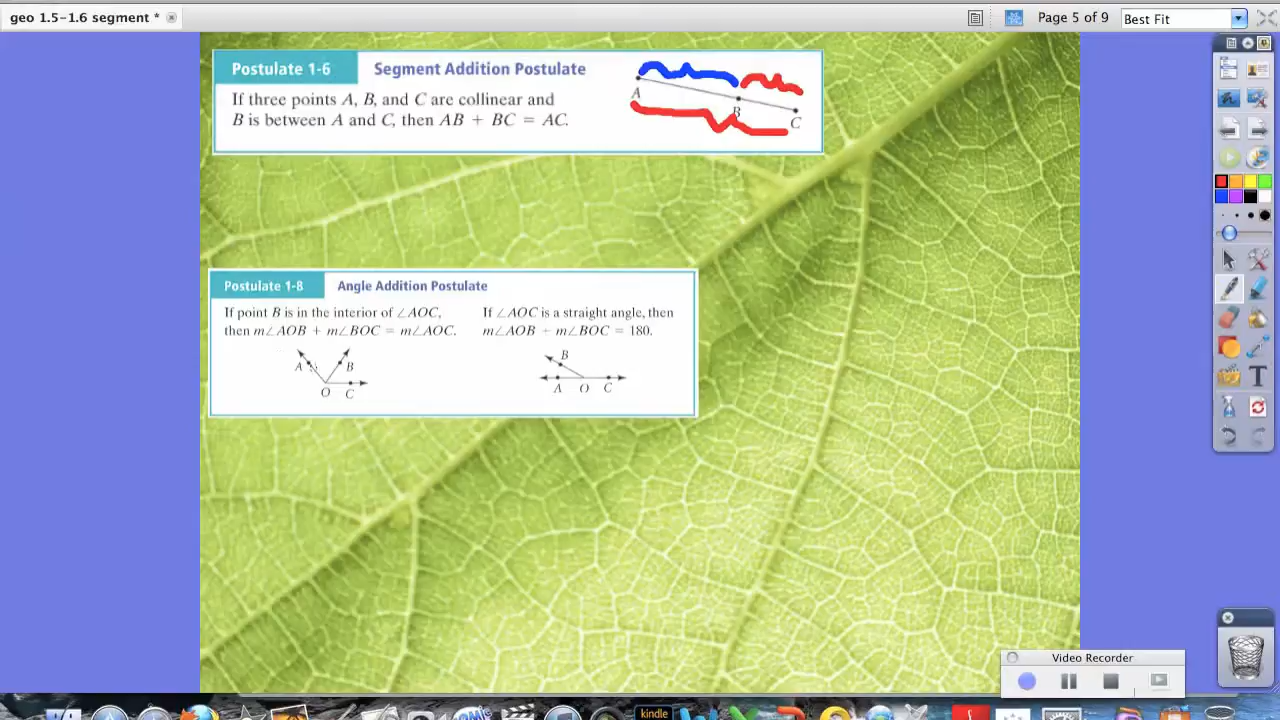 geo 1.5-1.6 segment *
Page 5 of 9
Best Fit
Postulate 1-6 Segment Addition Postulate
If three points A, B, and C are collinear and
B is between A and C, then AB + BC = AC.
A
B
C
Postulate 1-8 Angle Addition Postulate
If point B is in the interior of ∠AOC,
then m∠AOB + m∠BOC = m∠AOC.
If ∠AOC is a straight angle, then
m∠AOB + m∠BOC = 180.
A B
O C
B
A O C
T
Video Recorder
kindle